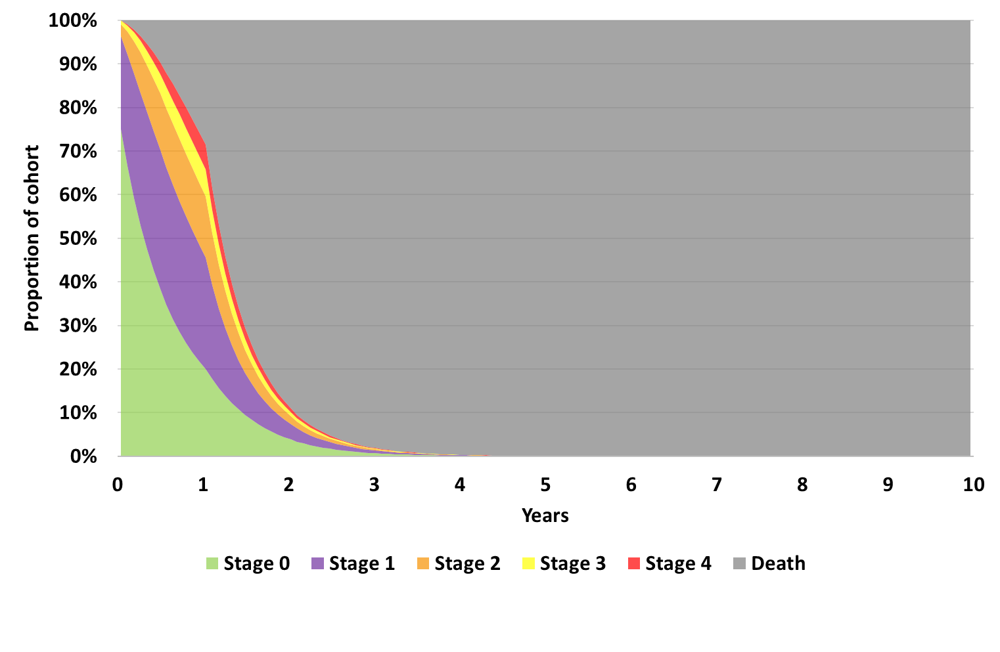 100%
90%
80%
70%
60%
50%
40%
30%
20%
10%
0%
Proportion of cohort
0 1 2 3 4 5 6 7 8 9 10
Years
Stage 0 Stage 1 Stage 2 Stage 3 Stage 4 Death